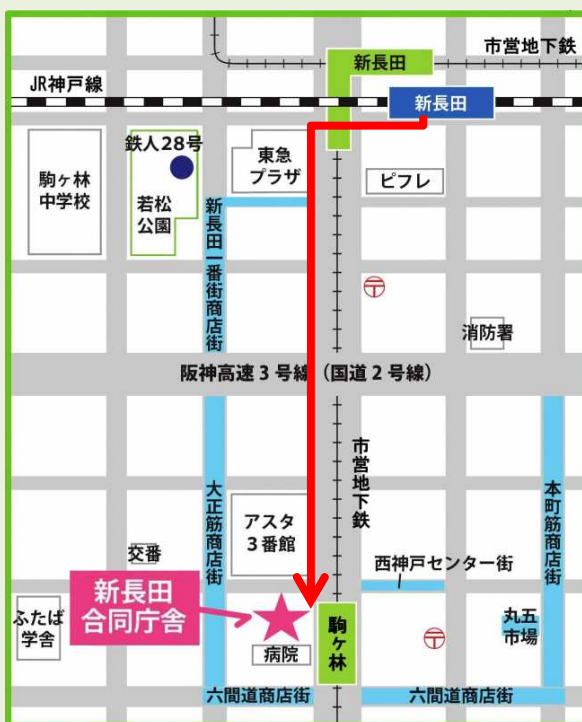 市営地下鉄
新長田
JR神戸線
新長田
鉄人28号
東急
プラザ
駒ヶ林
中学校
若松
公園
ピフレ
新長田一番街商店街
〒
消防署
阪神高速3号線（国道2号線）
市営地下鉄
大正筋商店街
本町筋商店街
アスタ
3番館
交番
西神戸センター街
新長田
合同庁舎
ふたば
学舎
丸五
市場
駒ヶ林
〒
病院
六間道商店街
六間道商店街